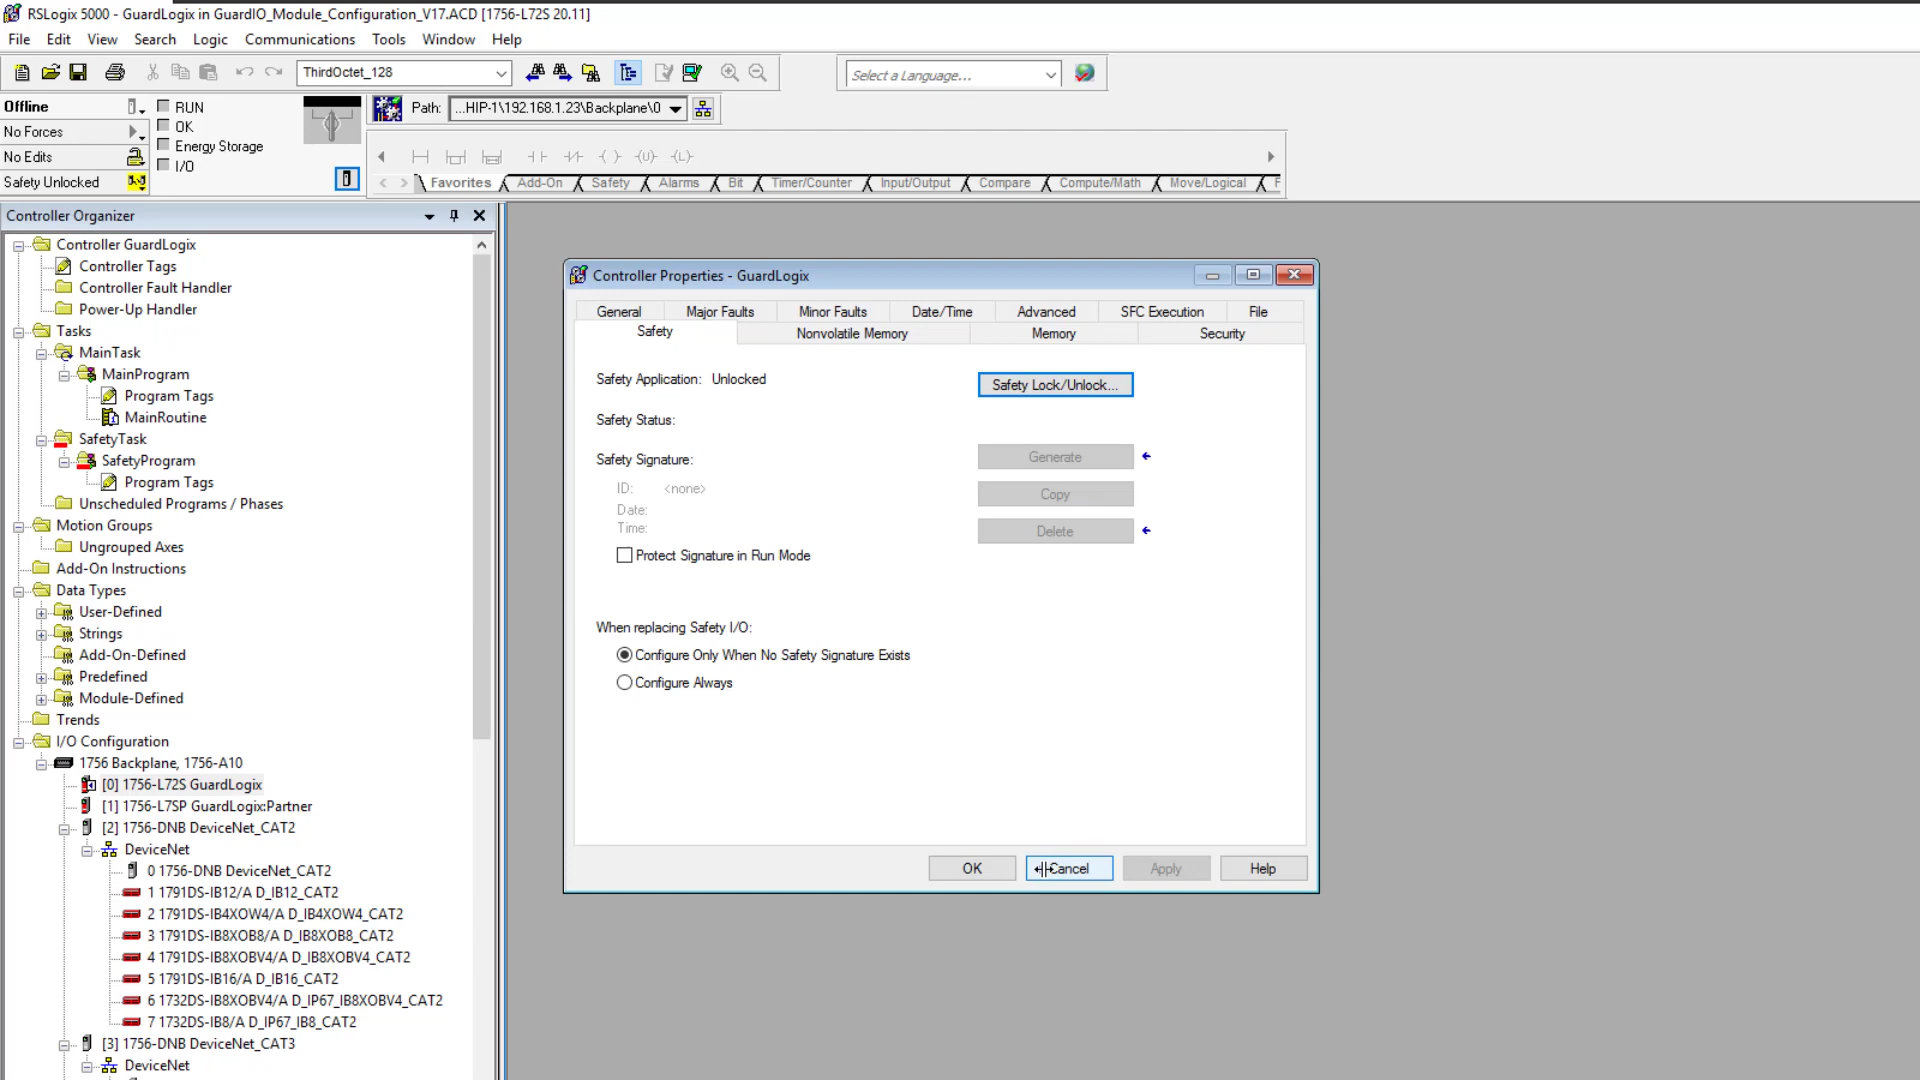 RSLogix 5000 - GuardLogix in GuardIO_Module_Configuration_V17.ACD [1756-L72S 20.11]
File Edit View Search Logic Communications Tools Window Help
ThirdOctet_128
Select a Language...
Offline
RUN
Path: ...HIP-1\192.168.1.23\Backplane\0
No Forces
OK
Energy Storage
No Edits
I/O
Safety Unlocked
Favorites Add-On Safety Alarms Bit Timer/Counter Input/Output Compare Compute/Math Move/Logical F
Controller Organizer
Controller GuardLogix
Controller Tags
Controller Fault Handler
Power-Up Handler
Tasks
MainTask
MainProgram
Program Tags
MainRoutine
SafetyTask
SafetyProgram
Program Tags
Unscheduled Programs / Phases
Motion Groups
Ungrouped Axes
Add-On Instructions
Data Types
User-Defined
Strings
Add-On-Defined
Predefined
Module-Defined
Trends
I/O Configuration
1756 Backplane, 1756-A10
[0] 1756-L72S GuardLogix
[1] 1756-L7SP GuardLogix:Partner
[2] 1756-DNB DeviceNet_CAT2
DeviceNet
0 1756-DNB DeviceNet_CAT2
1 1791DS-IB12/A D_IB12_CAT2
2 1791DS-IB4XOW4/A D_IB4XOW4_CAT2
3 1791DS-IB8XOB8/A D_IB8XOB8_CAT2
4 1791DS-IB8XOBV4/A D_IB8XOBV4_CAT2
5 1791DS-IB16/A D_IB16_CAT2
6 1732DS-IB8XOBV4/A D_IP67_IB8XOBV4_CAT2
7 1732DS-IB8/A D_IP67_IB8_CAT2
[3] 1756-DNB DeviceNet_CAT3
DeviceNet
Controller Properties - GuardLogix
General Major Faults Minor Faults Date/Time Advanced SFC Execution File
Safety Nonvolatile Memory Memory Security
Safety Application: Unlocked
Safety Lock/Unlock...
Safety Status:
Safety Signature:
Generate
ID: <none>
Copy
Date:
Time:
Delete
Protect Signature in Run Mode
When replacing Safety I/O:
Configure Only When No Safety Signature Exists
Configure Always
OK Cancel Apply Help